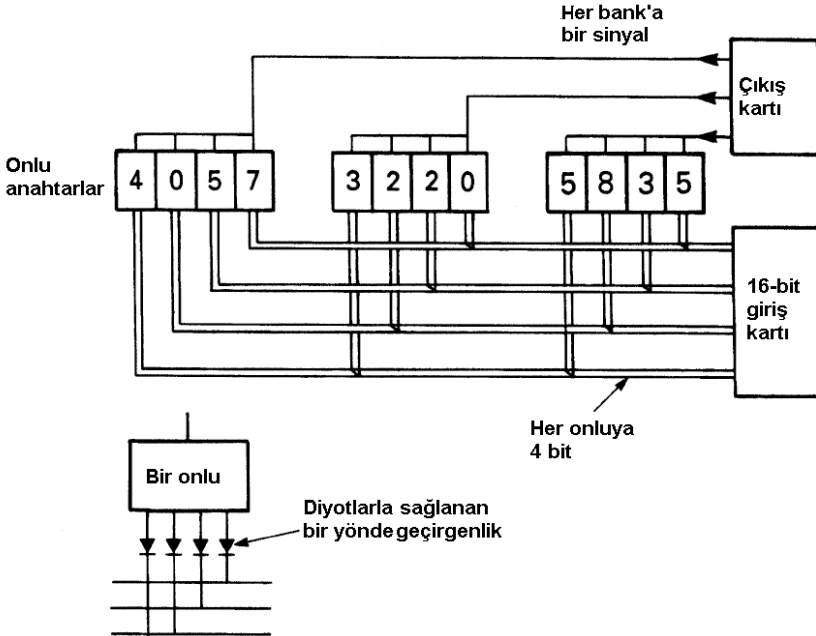 Her bank'a
bir sinyal
Çıkış
kartı
Onlu
anahtarlar
4 0 5 7
3 2 2 0
5 8 3 5
16-bit
giriş
kartı
Her onluya
4 bit
Bir onlu
Diyotlarla sağlanan
bir yönde geçirgenlik